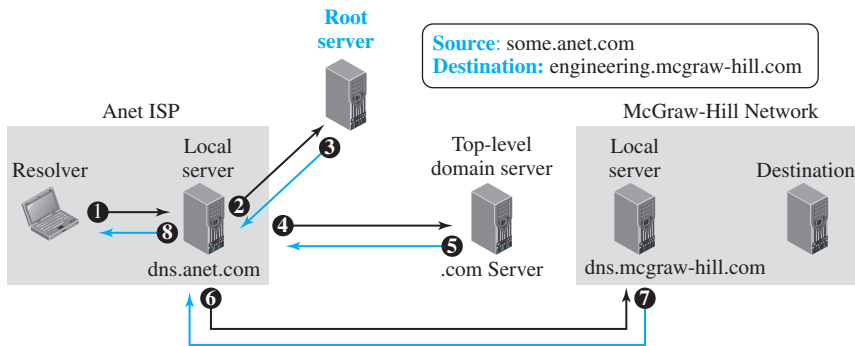 Root
server
Source: some.anet.com
Destination: engineering.mcgraw-hill.com
Anet ISP
McGraw-Hill Network
Resolver
Local
server
Top-level
domain server
Local
server
Destination
1
2
3
4
5
8
dns.anet.com
.com Server
dns.mcgraw-hill.com
6
7